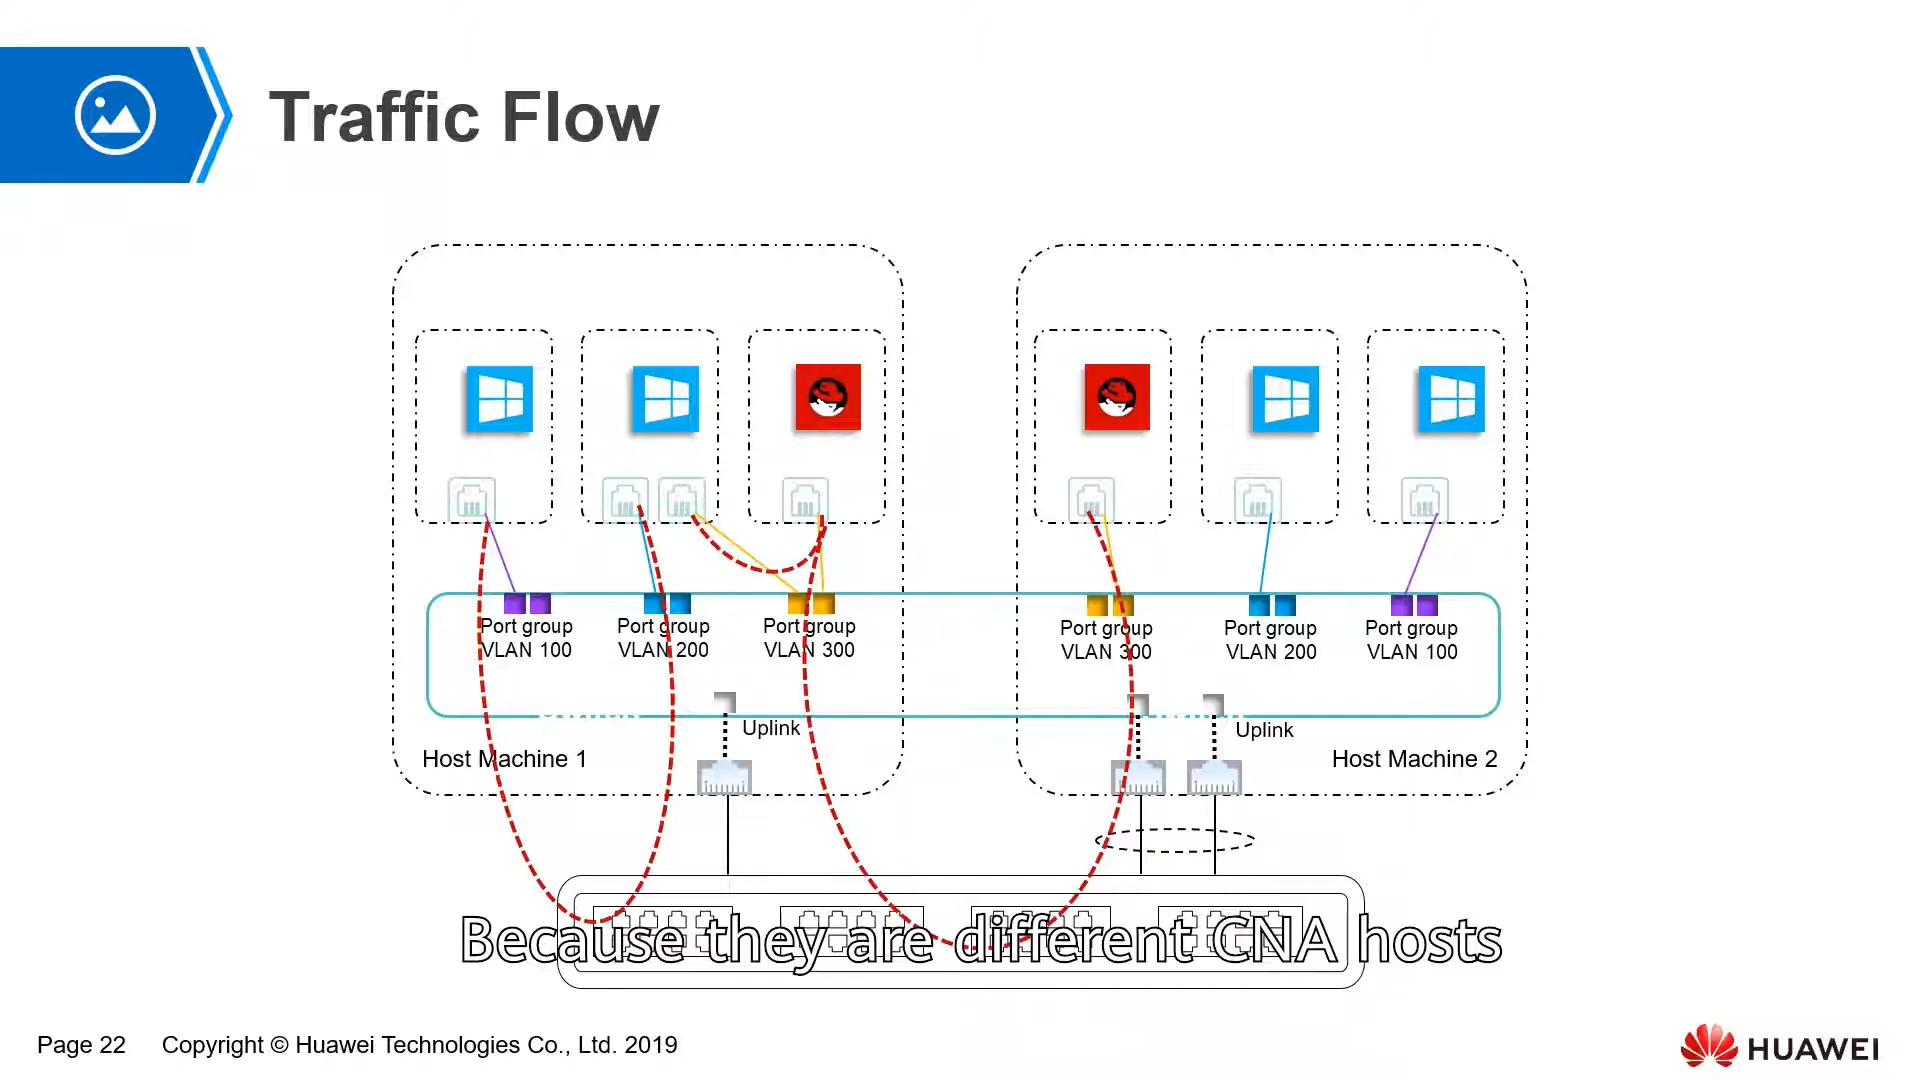 Traffic Flow
Port group
VLAN 100
Port group
VLAN 200
Port group
VLAN 300
Port group
VLAN 300
Port group
VLAN 200
Port group
VLAN 100
Uplink
Uplink
Host Machine 1
Host Machine 2
Because they are different CNA hosts
Page 22
Copyright © Huawei Technologies Co., Ltd. 2019
HUAWEI